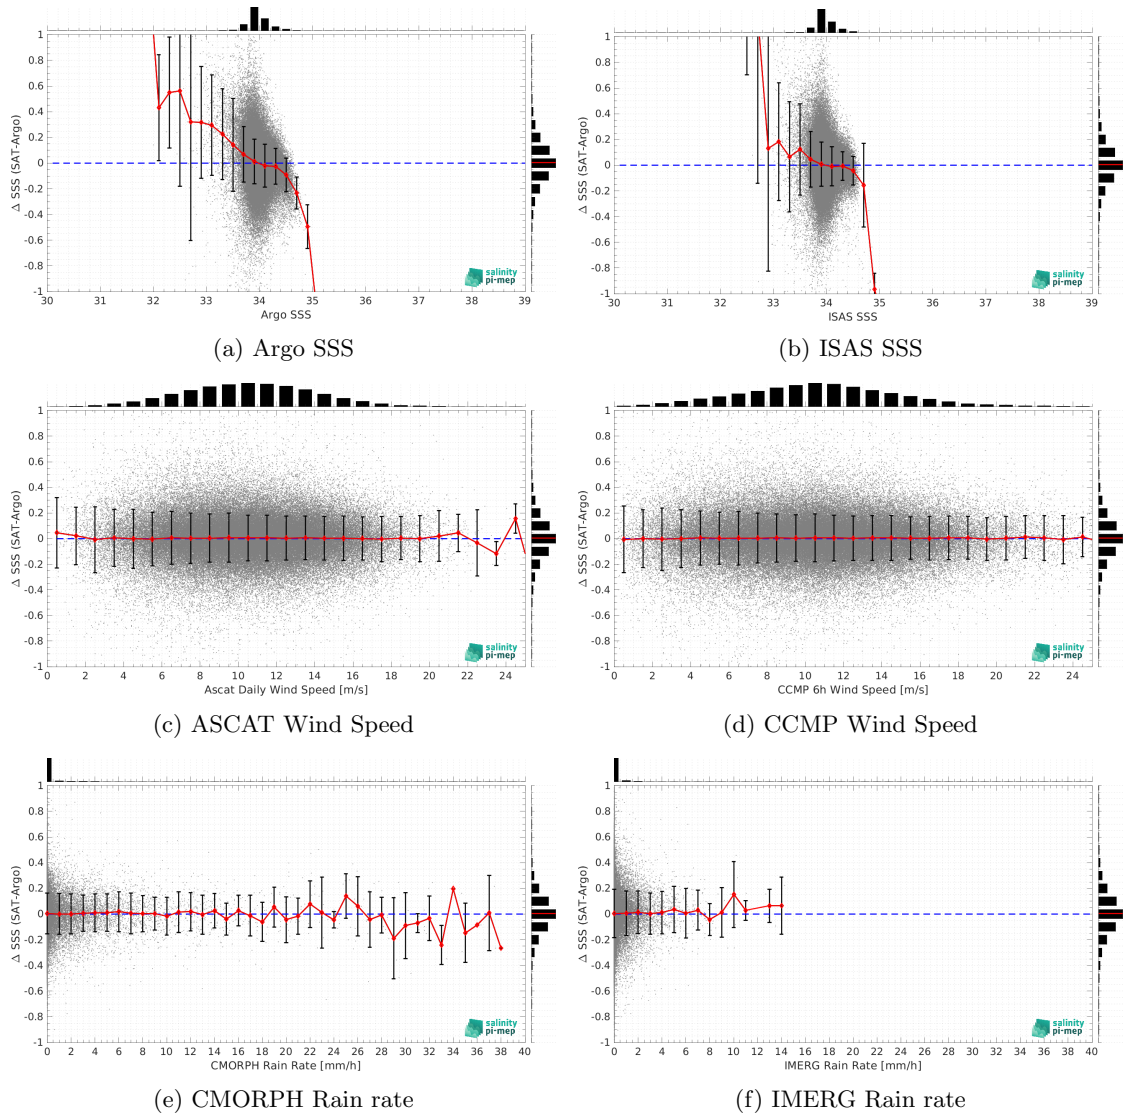 1
0.8
0.6
0.4
0.2
0
-0.2
-0.4
-0.6
-0.8
-1
Δ SSS (SAT-Argo)
salinity
pi-mep
30 31 32 33 34 35 36 37 38 39
Argo SSS
(a) Argo SSS
1
0.8
0.6
0.4
0.2
0
-0.2
-0.4
-0.6
-0.8
-1
Δ SSS (SAT-Argo)
salinity
pi-mep
30 31 32 33 34 35 36 37 38 39
ISAS SSS
(b) ISAS SSS
1
0.8
0.6
0.4
0.2
0
-0.2
-0.4
-0.6
-0.8
-1
Δ SSS (SAT-Argo)
salinity
pi-mep
0 2 4 6 8 10 12 14 16 18 20 22 24
Ascat Daily Wind Speed [m/s]
(c) ASCAT Wind Speed
1
0.8
0.6
0.4
0.2
0
-0.2
-0.4
-0.6
-0.8
-1
Δ SSS (SAT-Argo)
salinity
pi-mep
0 2 4 6 8 10 12 14 16 18 20 22 24
CCMP 6h Wind Speed [m/s]
(d) CCMP Wind Speed
1
0.8
0.6
0.4
0.2
0
-0.2
-0.4
-0.6
-0.8
-1
Δ SSS (SAT-Argo)
salinity
pi-mep
0 2 4 6 8 10 12 14 16 18 20 22 24 26 28 30 32 34 36 38 40
CMORPH Rain Rate [mm/h]
(e) CMORPH Rain rate
1
0.8
0.6
0.4
0.2
0
-0.2
-0.4
-0.6
-0.8
-1
Δ SSS (SAT-Argo)
salinity
pi-mep
0 2 4 6 8 10 12 14 16 18 20 22 24 26 28 30 32 34 36 38 40
IMERG Rain Rate [mm/h]
(f) IMERG Rain rate